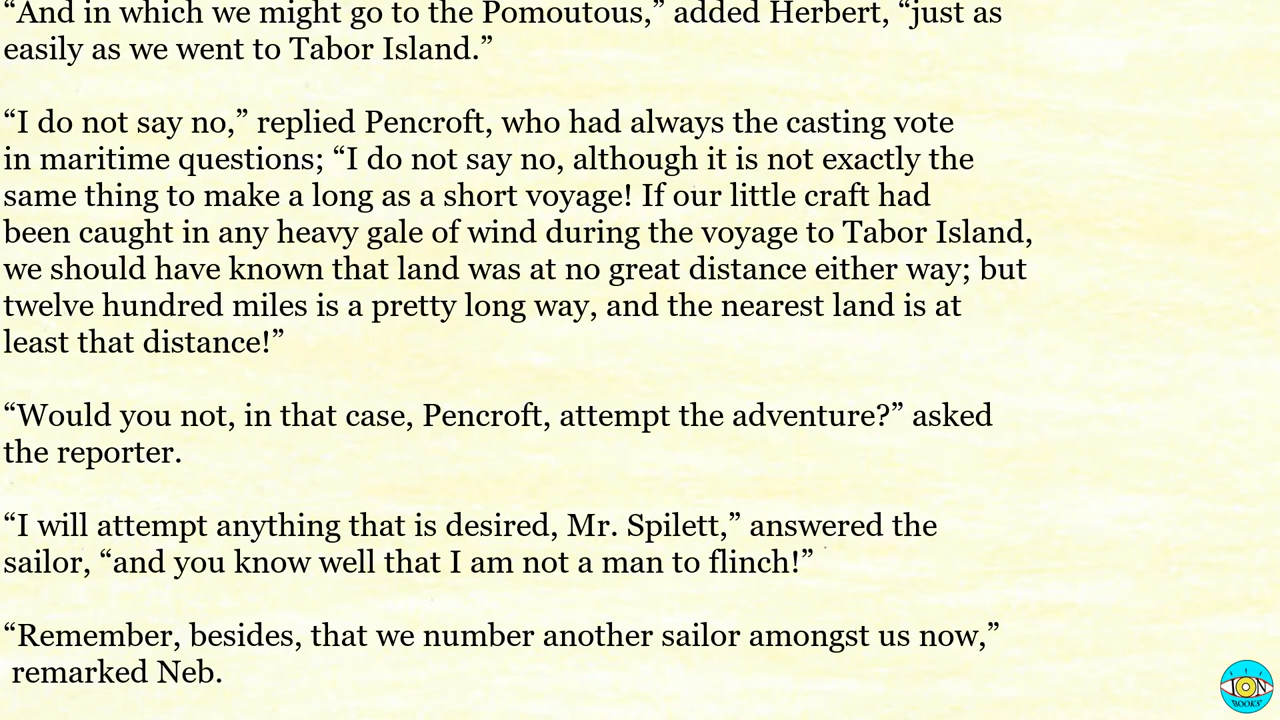 “And in which we might go to the Pomoutous,” added Herbert, “just as
easily as we went to Tabor Island.”
“I do not say no,” replied Pencroft, who had always the casting vote
in maritime questions; “I do not say no, although it is not exactly the
same thing to make a long as a short voyage! If our little craft had
been caught in any heavy gale of wind during the voyage to Tabor Island,
we should have known that land was at no great distance either way; but
twelve hundred miles is a pretty long way, and the nearest land is at
least that distance!”
“Would you not, in that case, Pencroft, attempt the adventure?” asked
the reporter.
“I will attempt anything that is desired, Mr. Spilett,” answered the
sailor, “and you know well that I am not a man to flinch!”
“Remember, besides, that we number another sailor amongst us now,”
remarked Neb.
ION
BOOKS